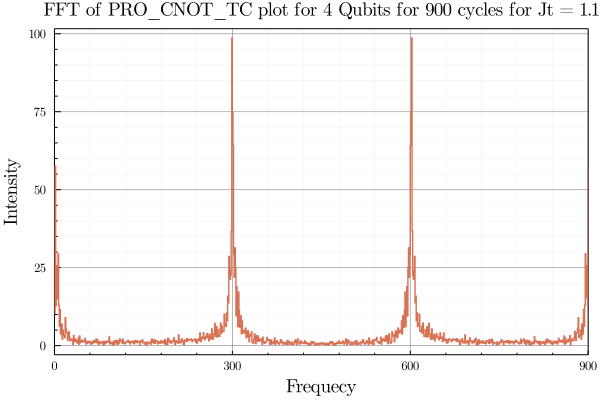 FFT of PRO_CNOT_TC plot for 4 Qubits for 900 cycles for Jt = 1.1
100
75
50
25
0
Intensity
0 300 600 900
Frequecy